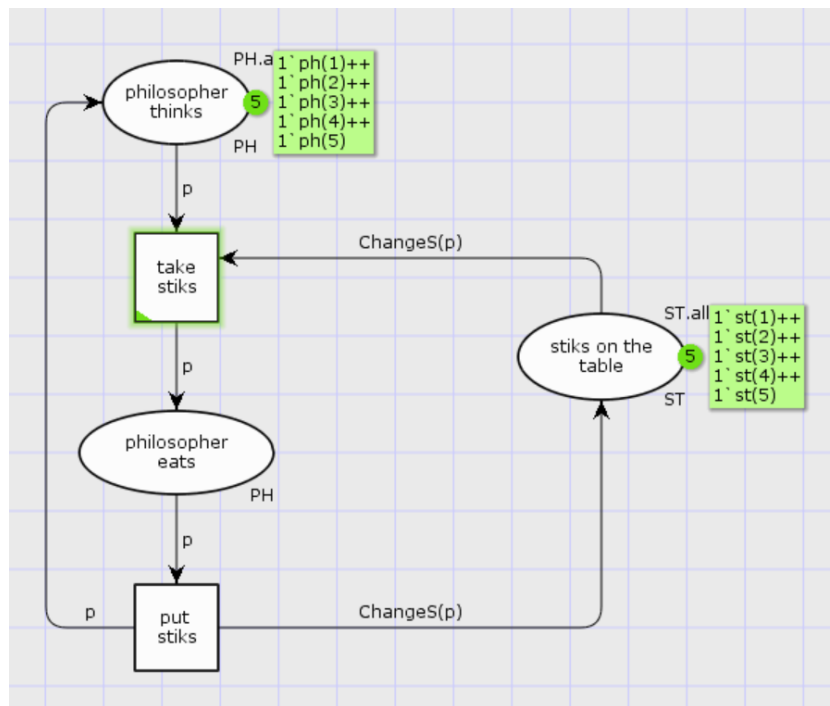 PH.a
1`ph(1)++
1`ph(2)++
1`ph(3)++
1`ph(4)++
1`ph(5)
philosopher
thinks
5
PH
p
ChangeS(p)
take
stiks
ST.all
1`st(1)++
1`st(2)++
1`st(3)++
1`st(4)++
1`st(5)
stiks on the
table
5
ST
p
philosopher
eats
PH
p
p
put
stiks
ChangeS(p)